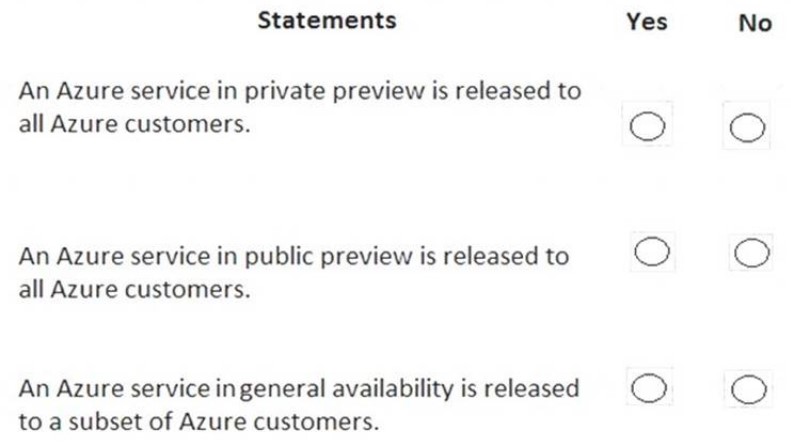 Statements Yes No
An Azure service in private preview is released to
all Azure customers.
An Azure service in public preview is released to
all Azure customers.
An Azure service in general availability is released
to a subset of Azure customers.